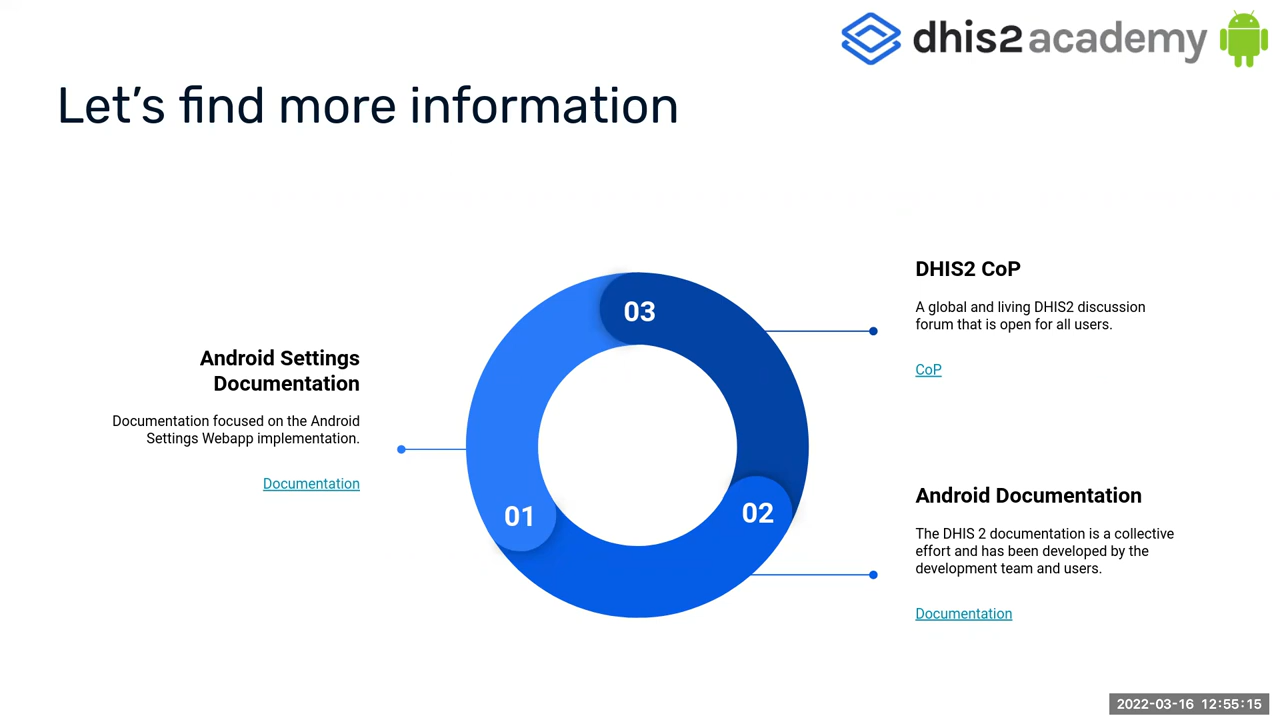 dhis2 academy
Let's find more information
03
DHIS2 CoP
A global and living DHIS2 discussion
forum that is open for all users.
CoP
Android Settings
Documentation
Documentation focused on the Android
Settings Webapp implementation.
Documentation
01
02
Android Documentation
The DHIS 2 documentation is a collective
effort and has been developed by the
development team and users.
Documentation
2022-03-16 12:55:15